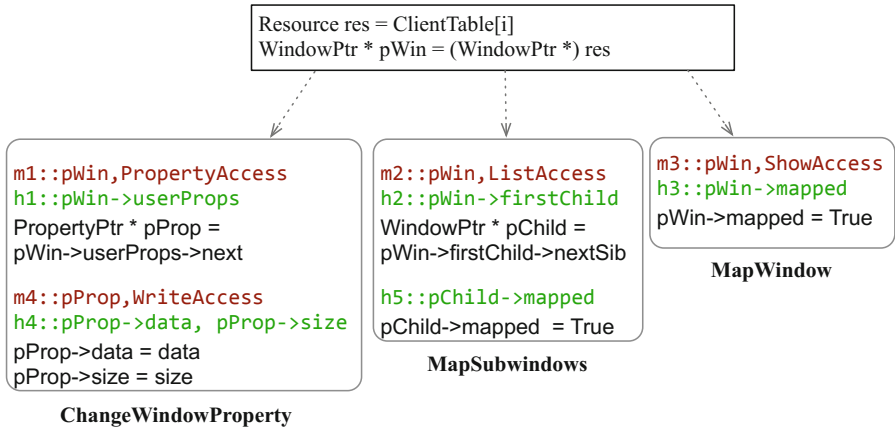 Resource res = ClientTable[i]
WindowPtr * pWin = (WindowPtr *) res
m1::pWin,PropertyAccess
h1::pWin->userProps
PropertyPtr * pProp =
pWin->userProps->next
m4::pProp,WriteAccess
h4::pProp->data, pProp->size
pProp->data = data
pProp->size = size
ChangeWindowProperty
m2::pWin,ListAccess
h2::pWin->firstChild
WindowPtr * pChild =
pWin->firstChild->nextSib
h5::pChild->mapped
pChild->mapped = True
MapSubwindows
m3::pWin,ShowAccess
h3::pWin->mapped
pWin->mapped = True
MapWindow